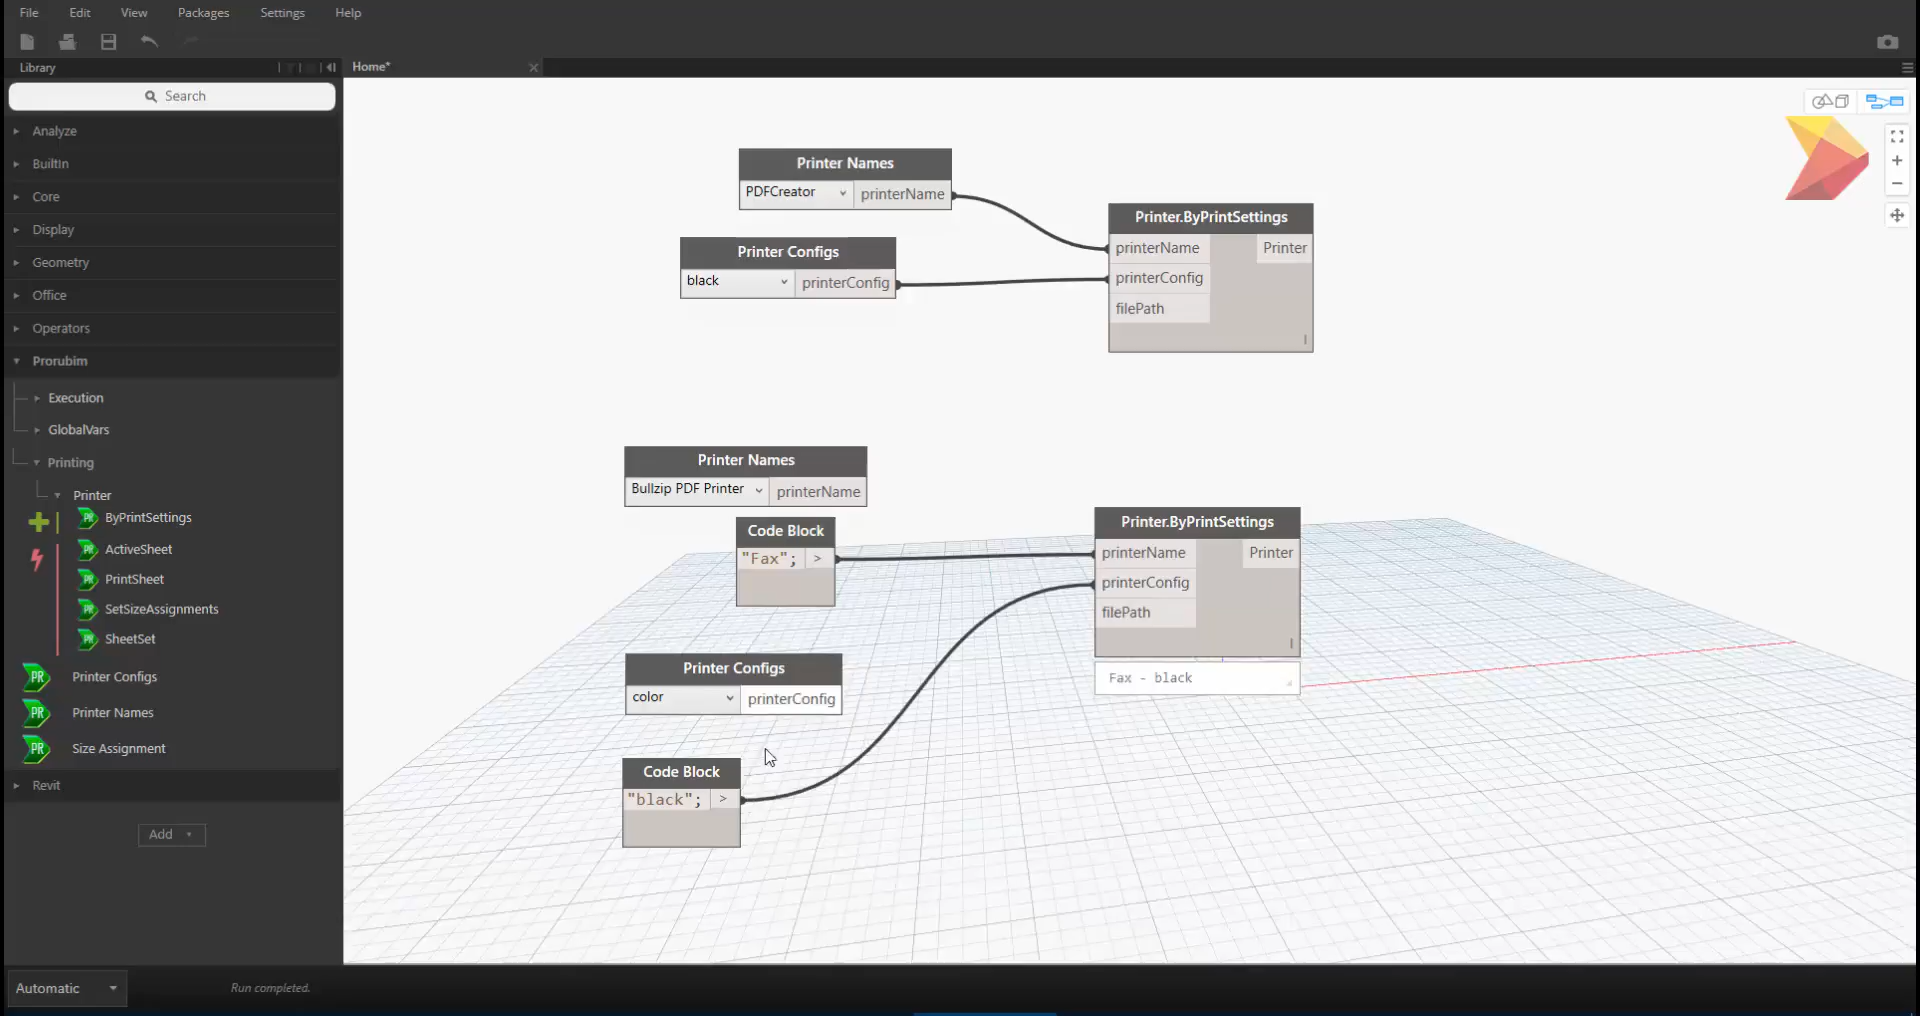 File Edit View Packages Settings Help
Library
Home*
Search
Analyze
BuiltIn
Core
Display
Geometry
Office
Operators
Prorubim
Execution
GlobalVars
Printing
Printer
ByPrintSettings
ActiveSheet
PrintSheet
SetSizeAssignments
SheetSet
Printer Configs
Printer Names
Size Assignment
Revit
Add
Printer Names
PDFCreator printerName
Printer Configs
black printerConfig
Printer.ByPrintSettings
printerName Printer
printerConfig
filePath
Printer Names
Bullzip PDF Printer printerName
Code Block
"Fax"; >
Printer.ByPrintSettings
printerName Printer
printerConfig
filePath
Fax - black
Printer Configs
color printerConfig
Code Block
"black"; >
Automatic Run completed.